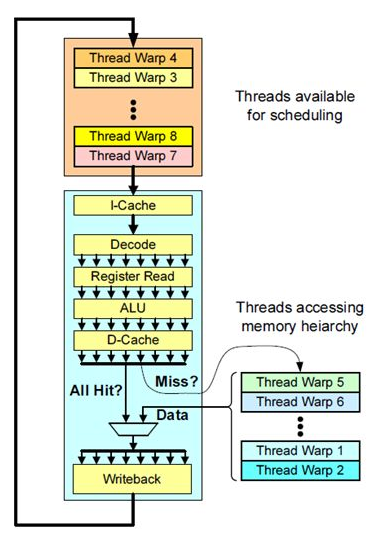 Thread Warp 4
Thread Warp 3
Thread Warp 8
Thread Warp 7
Threads available
for scheduling
I-Cache
Decode
Register Read
ALU
D-Cache
All Hit?
Miss?
Data
Writeback
Threads accessing
memory heiarchy
Thread Warp 5
Thread Warp 6
Thread Warp 1
Thread Warp 2